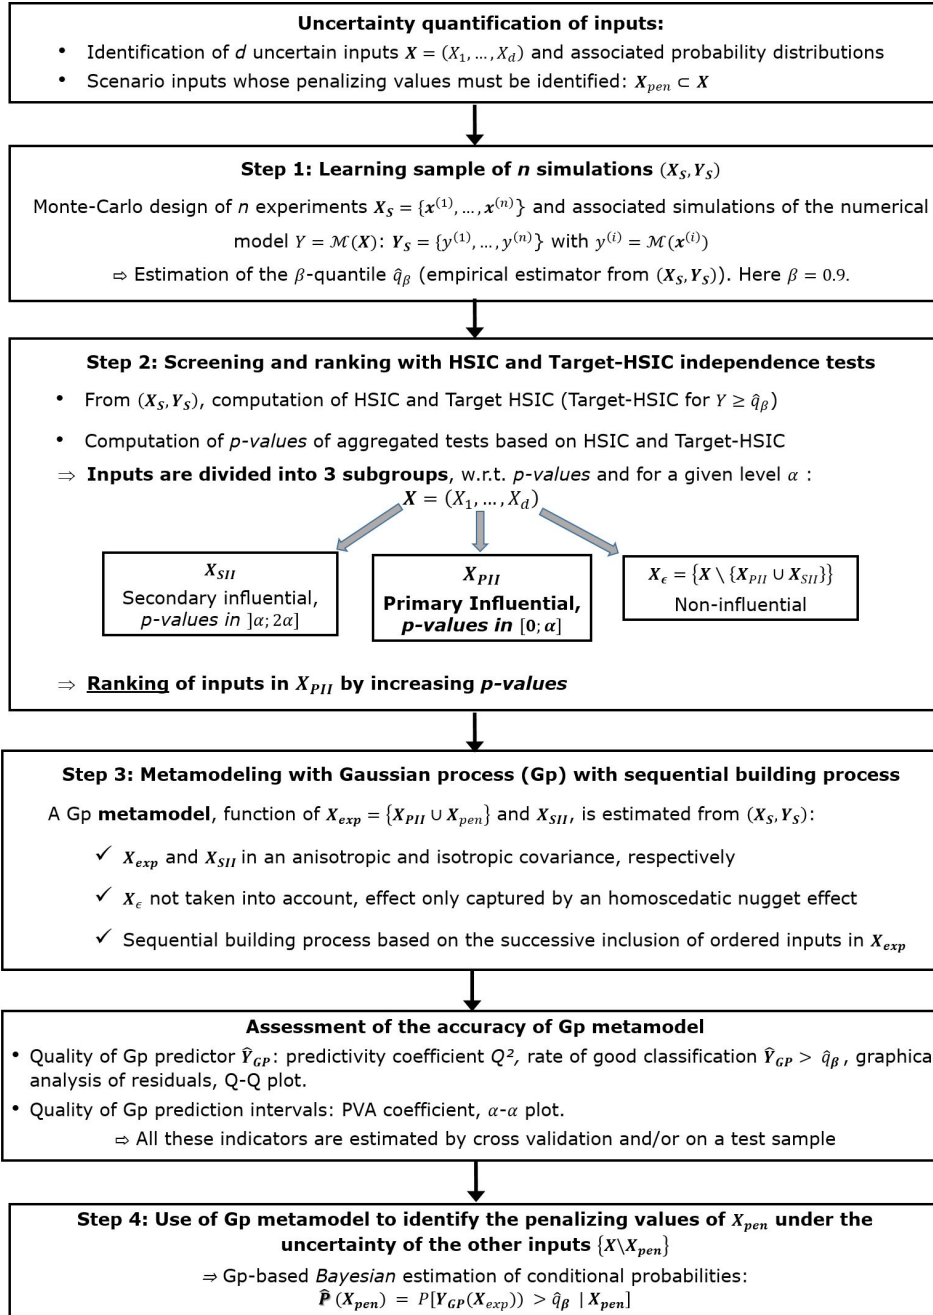 Uncertainty quantification of inputs:
• Identification of d uncertain inputs X = (X₁, ..., X_d) and associated probability distributions
• Scenario inputs whose penalizing values must be identified: X_pen ⊂ X
Step 1: Learning sample of n simulations (X_S, Y_S)
Monte-Carlo design of n experiments X_S = {x⁽¹⁾, ..., x⁽ⁿ⁾} and associated simulations of the numerical
model Y = ℳ(X): Y_S = {y⁽¹⁾, ..., y⁽ⁿ⁾} with y⁽ⁱ⁾ = ℳ(x⁽ⁱ⁾)
⇨ Estimation of the β-quantile q̂_β (empirical estimator from (X_S, Y_S)). Here β = 0.9.
Step 2: Screening and ranking with HSIC and Target-HSIC independence tests
• From (X_S, Y_S), computation of HSIC and Target HSIC (Target-HSIC for Y ≥ q̂_β)
• Computation of p-values of aggregated tests based on HSIC and Target-HSIC
⇒ Inputs are divided into 3 subgroups, w.r.t. p-values and for a given level α :
X = (X₁, ..., X_d)
X_SII
Secondary influential,
p-values in ]α; 2α]
X_PII
Primary Influential,
p-values in [0; α]
X_ϵ = {X \ {X_PII ∪ X_SII}}
Non-influential
⇒ Ranking of inputs in X_PII by increasing p-values
Step 3: Metamodeling with Gaussian process (Gp) with sequential building process
A Gp metamodel, function of X_exp = {X_PII ∪ X_pen} and X_SII, is estimated from (X_S, Y_S):
✓ X_exp and X_SII in an anisotropic and isotropic covariance, respectively
✓ X_ϵ not taken into account, effect only captured by an homoscedatic nugget effect
✓ Sequential building process based on the successive inclusion of ordered inputs in X_exp
Assessment of the accuracy of Gp metamodel
• Quality of Gp predictor Ŷ_GP: predictivity coefficient Q², rate of good classification Ŷ_GP > q̂_β , graphical
analysis of residuals, Q-Q plot.
• Quality of Gp prediction intervals: PVA coefficient, α-α plot.
⇨ All these indicators are estimated by cross validation and/or on a test sample
Step 4: Use of Gp metamodel to identify the penalizing values of X_pen under the
uncertainty of the other inputs {X\X_pen}
⇒ Gp-based Bayesian estimation of conditional probabilities:
P̂ (X_pen) = P[Y_GP(X_exp)) > q̂_β | X_pen]